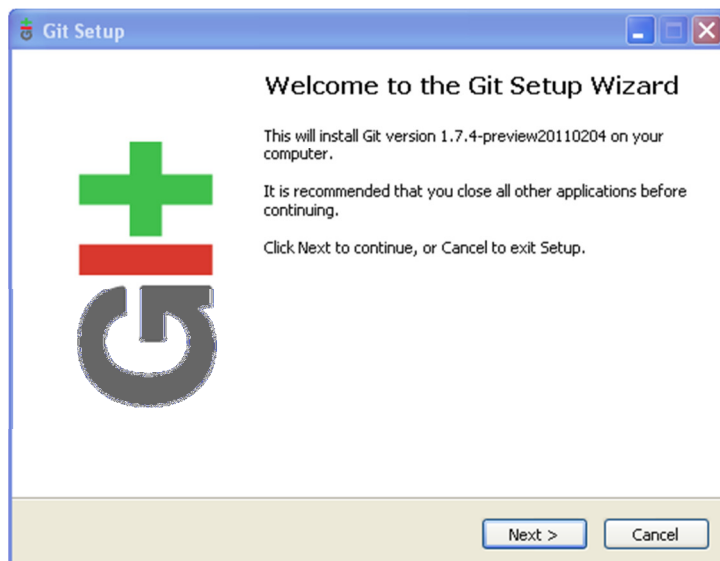 Git Setup
Welcome to the Git Setup Wizard
This will install Git version 1.7.4-preview20110204 on your
computer.
It is recommended that you close all other applications before
continuing.
Click Next to continue, or Cancel to exit Setup.
Git
Next >
Cancel